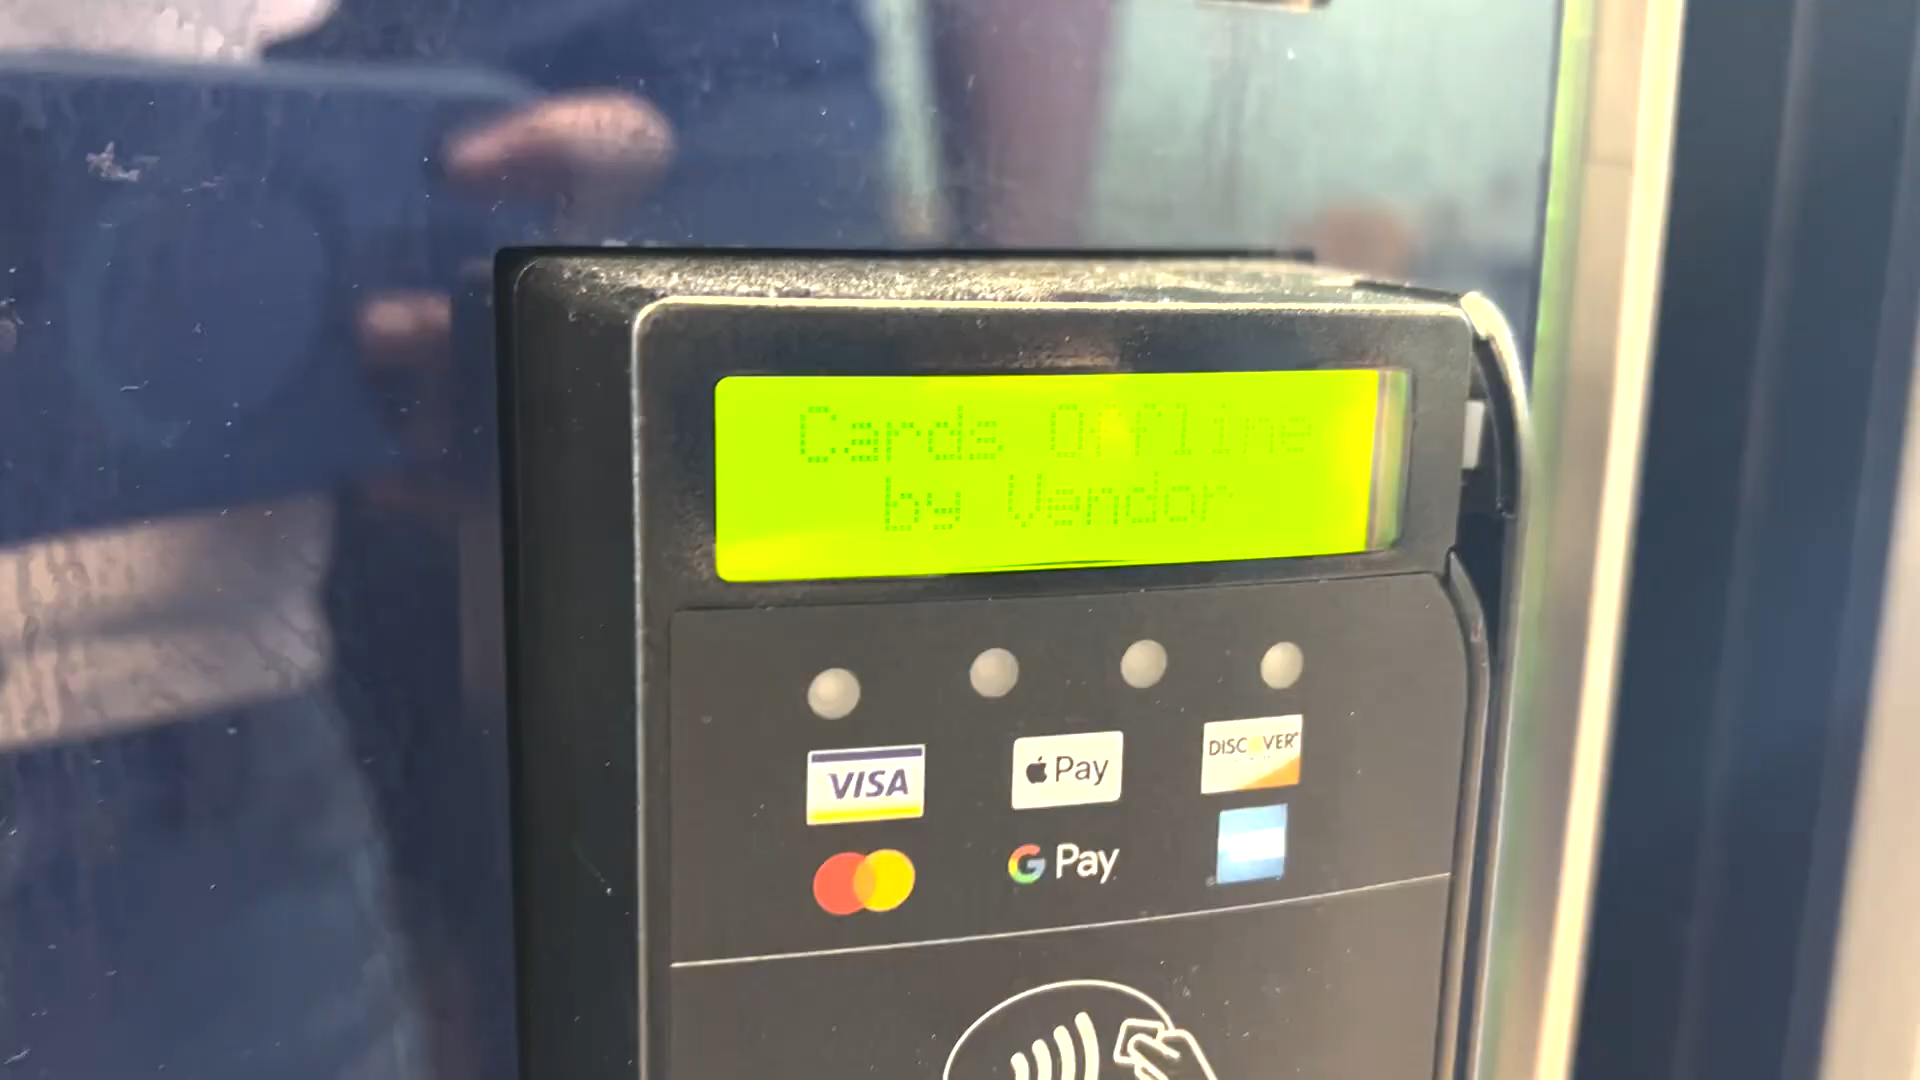 Cards Offline
by Vendor
VISA
Pay
DISCOVER
G Pay